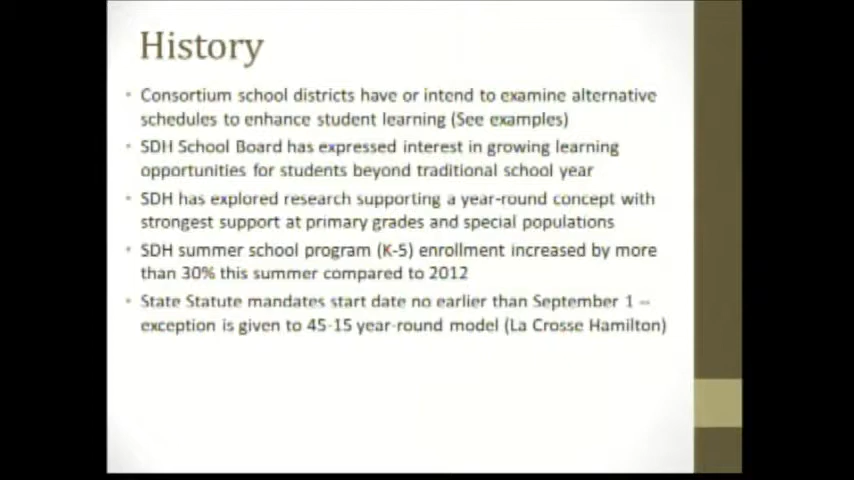 History
• Consortium school districts have or intend to examine alternative
schedules to enhance student learning (See examples)
• SDH School Board has expressed interest in growing learning
opportunities for students beyond traditional school year
• SDH has explored research supporting a year-round concept with
strongest support at primary grades and special populations
• SDH summer school program (K-5) enrollment increased by more
than 30% this summer compared to 2012
• State Statute mandates start date no earlier than September 1 –
exception is given to 45-15 year-round model (La Crosse Hamilton)